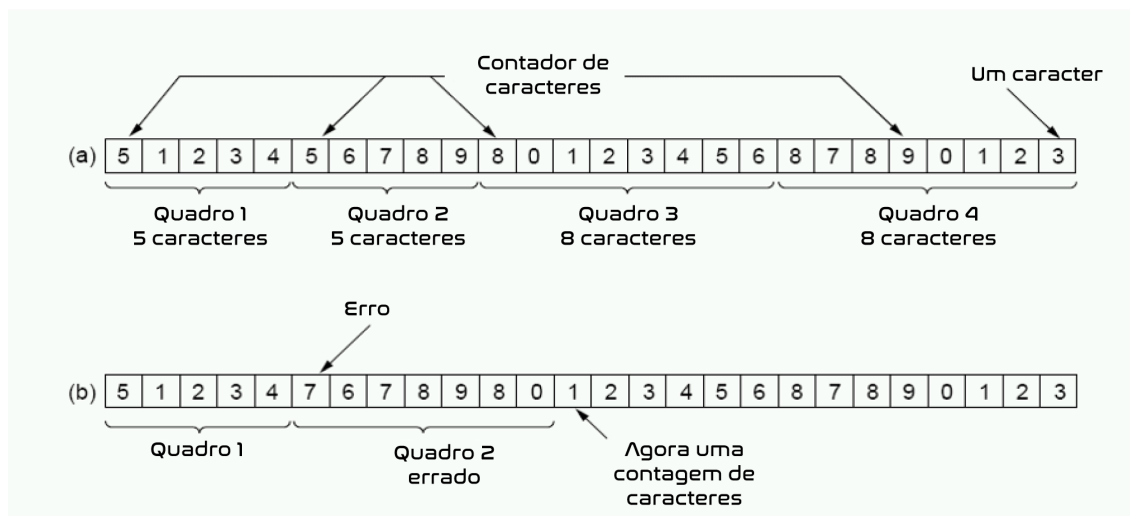 Contador de
caracteres
Um caracter
(a) 5 1 2 3 4 5 6 7 8 9 8 0 1 2 3 4 5 6 8 7 8 9 0 1 2 3
Quadro 1 Quadro 2 Quadro 3 Quadro 4
5 caracteres 5 caracteres 8 caracteres 8 caracteres
Erro
(b) 5 1 2 3 4 7 6 7 8 9 8 0 1 2 3 4 5 6 8 7 8 9 0 1 2 3
Quadro 1 Quadro 2
errado
Agora uma
contagem de
caracteres